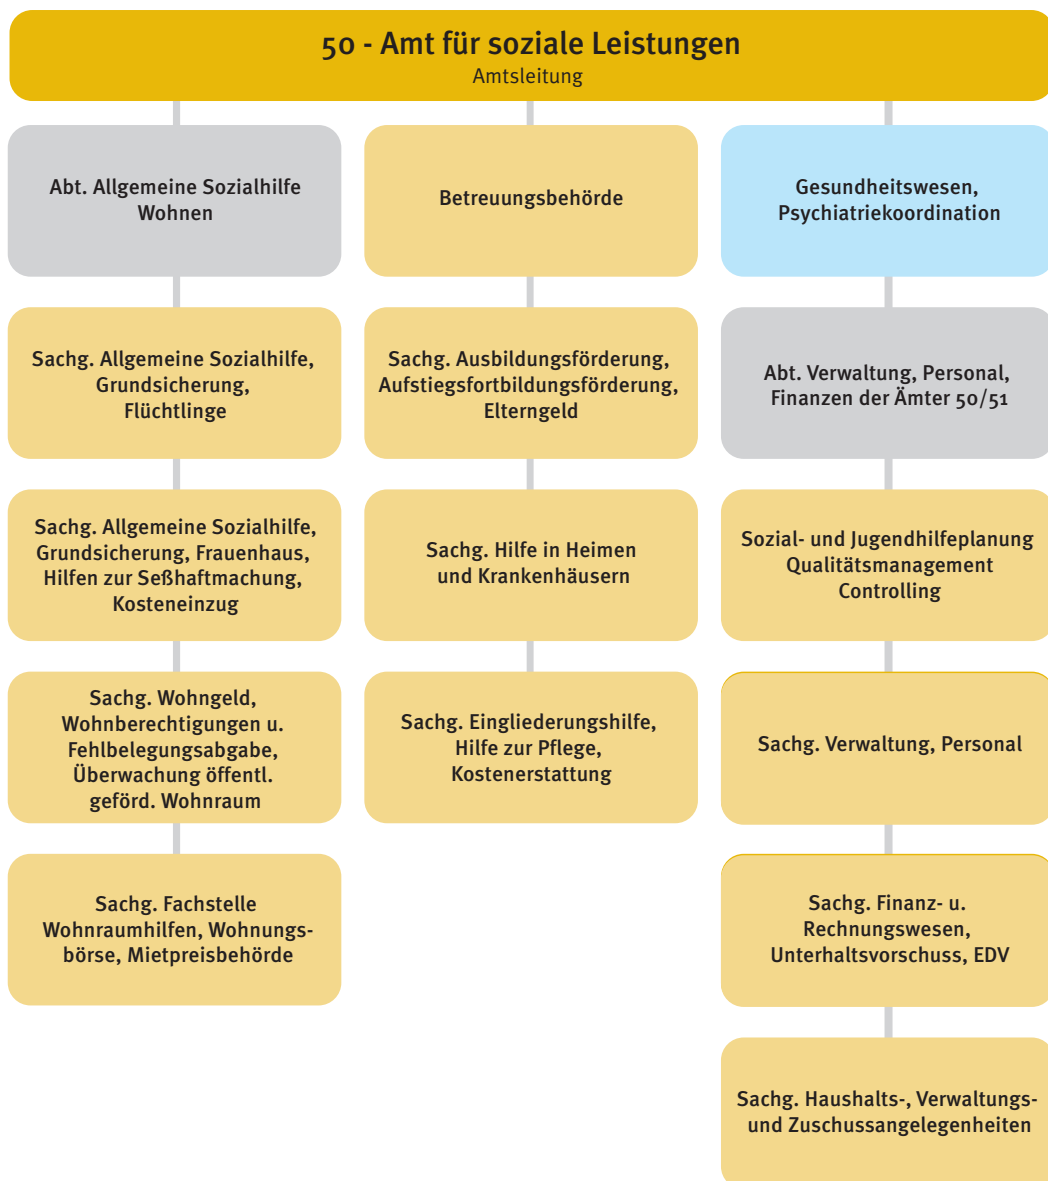 50 - Amt für soziale Leistungen
Amtsleitung
Abt. Allgemeine Sozialhilfe
Wohnen
Sachg. Allgemeine Sozialhilfe,
Grundsicherung,
Flüchtlinge
Sachg. Allgemeine Sozialhilfe,
Grundsicherung, Frauenhaus,
Hilfen zur Seßhaftmachung,
Kosteneinzug
Sachg. Wohngeld,
Wohnberechtigungen u.
Fehlbelegungsabgabe,
Überwachung öffentl.
geförd. Wohnraum
Sachg. Fachstelle
Wohnraumhilfen, Wohnungs-
börse, Mietpreisbehörde
Betreuungsbehörde
Sachg. Ausbildungsförderung,
Aufstiegsfortbildungsförderung,
Elterngeld
Sachg. Hilfe in Heimen
und Krankenhäusern
Sachg. Eingliederungshilfe,
Hilfe zur Pflege,
Kostenerstattung
Gesundheitswesen,
Psychiatriekoordination
Abt. Verwaltung, Personal,
Finanzen der Ämter 50/51
Sozial- und Jugendhilfeplanung
Qualitätsmanagement
Controlling
Sachg. Verwaltung, Personal
Sachg. Finanz- u.
Rechnungswesen,
Unterhaltsvorschuss, EDV
Sachg. Haushalts-, Verwaltungs-
und Zuschussangelegenheiten